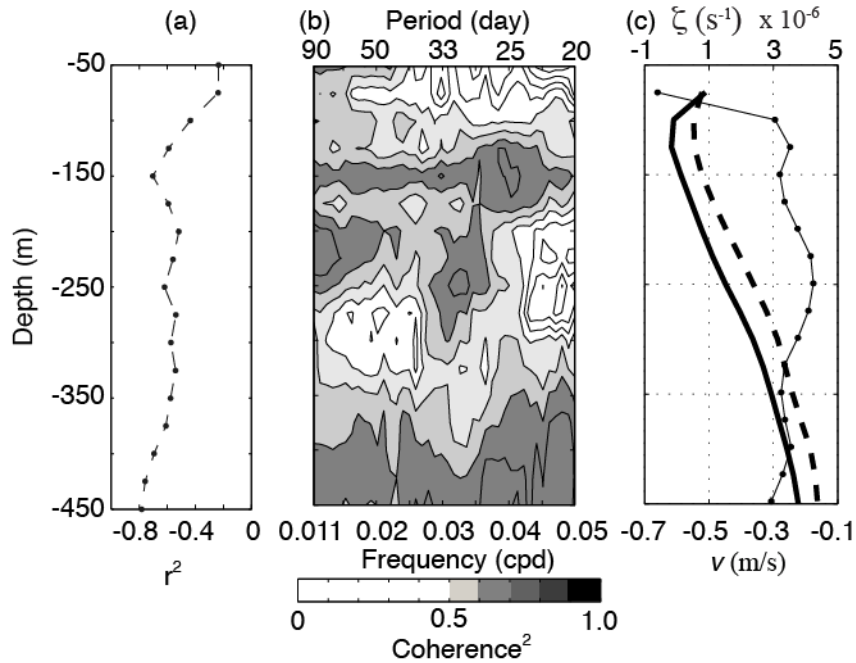 (a)
(b)
Period (day)
(c)
ζ (s-1) x 10-6
90 50 33 25 20
-1 1 3 5
-50
-150
-250
-350
-450
Depth (m)
-0.8 -0.4 0
r2
0.011 0.02 0.03 0.04 0.05
Frequency (cpd)
-0.7 -0.5 -0.3 -0.1
v (m/s)
0 0.5 1.0
Coherence2